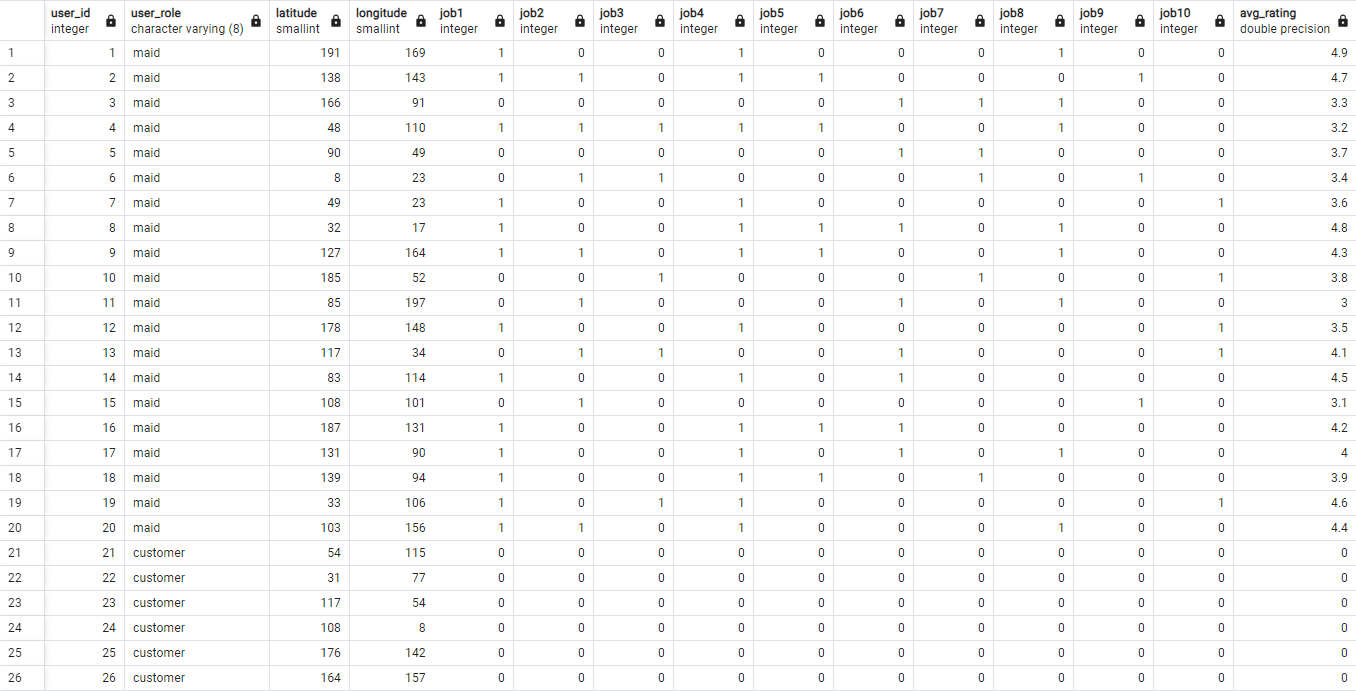 user_id user_role latitude longitude job1 job2 job3 job4 job5 job6 job7 job8 job9 job10 avg_rating
integer character varying (8) smallint smallint integer integer integer integer integer integer integer integer integer integer double precision
1 1 maid 191 169 1 0 0 1 0 0 0 1 0 0 4.9
2 2 maid 138 143 1 1 0 1 1 0 0 0 1 0 4.7
3 3 maid 166 91 0 0 0 0 0 1 1 1 0 0 3.3
4 4 maid 48 110 1 1 1 1 1 0 0 1 0 0 3.2
5 5 maid 90 49 0 0 0 0 0 1 1 0 0 0 3.7
6 6 maid 8 23 0 1 1 0 0 0 1 0 1 0 3.4
7 7 maid 49 23 1 0 0 1 0 0 0 0 0 1 3.6
8 8 maid 32 17 1 0 0 1 1 1 0 1 0 0 4.8
9 9 maid 127 164 1 1 0 1 1 0 0 1 0 0 4.3
10 10 maid 185 52 0 0 1 0 0 0 1 0 0 1 3.8
11 11 maid 85 197 0 1 0 0 0 1 0 1 0 0 3
12 12 maid 178 148 1 0 0 1 0 0 0 0 0 1 3.5
13 13 maid 117 34 0 1 1 0 0 1 0 0 0 1 4.1
14 14 maid 83 114 1 0 0 1 0 1 0 0 0 0 4.5
15 15 maid 108 101 0 1 0 0 0 0 0 0 1 0 3.1
16 16 maid 187 131 1 0 0 1 1 1 0 0 0 0 4.2
17 17 maid 131 90 1 0 0 1 0 1 0 1 0 0 4
18 18 maid 139 94 1 0 0 1 1 0 1 0 0 0 3.9
19 19 maid 33 106 1 0 1 1 0 0 0 0 0 1 4.6
20 20 maid 103 156 1 1 0 1 0 0 0 1 0 0 4.4
21 21 customer 54 115 0 0 0 0 0 0 0 0 0 0 0
22 22 customer 31 77 0 0 0 0 0 0 0 0 0 0 0
23 23 customer 117 54 0 0 0 0 0 0 0 0 0 0 0
24 24 customer 108 8 0 0 0 0 0 0 0 0 0 0 0
25 25 customer 176 142 0 0 0 0 0 0 0 0 0 0 0
26 26 customer 164 157 0 0 0 0 0 0 0 0 0 0 0